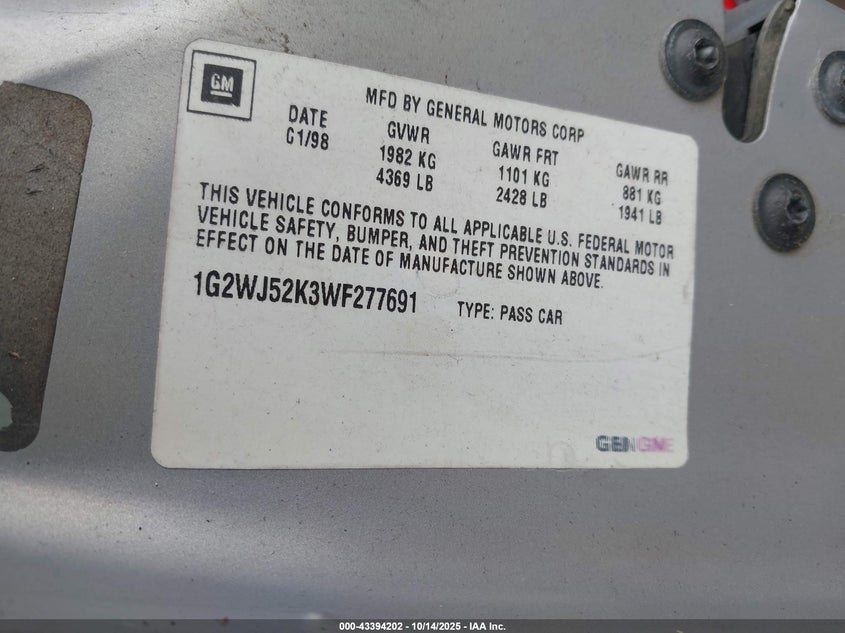 GM
MFD BY GENERAL MOTORS CORP
DATE GVWR GAWR FRT GAWR RR
01/98 1982 KG 1101 KG 881 KG
4369 LB 2428 LB 1941 LB
THIS VEHICLE CONFORMS TO ALL APPLICABLE U.S. FEDERAL MOTOR
VEHICLE SAFETY, BUMPER, AND THEFT PREVENTION STANDARDS IN
EFFECT ON THE DATE OF MANUFACTURE SHOWN ABOVE.
1G2WJ52K3WF277691 TYPE: PASS CAR
000-43394202 - 10/14/2025 - IAA Inc.